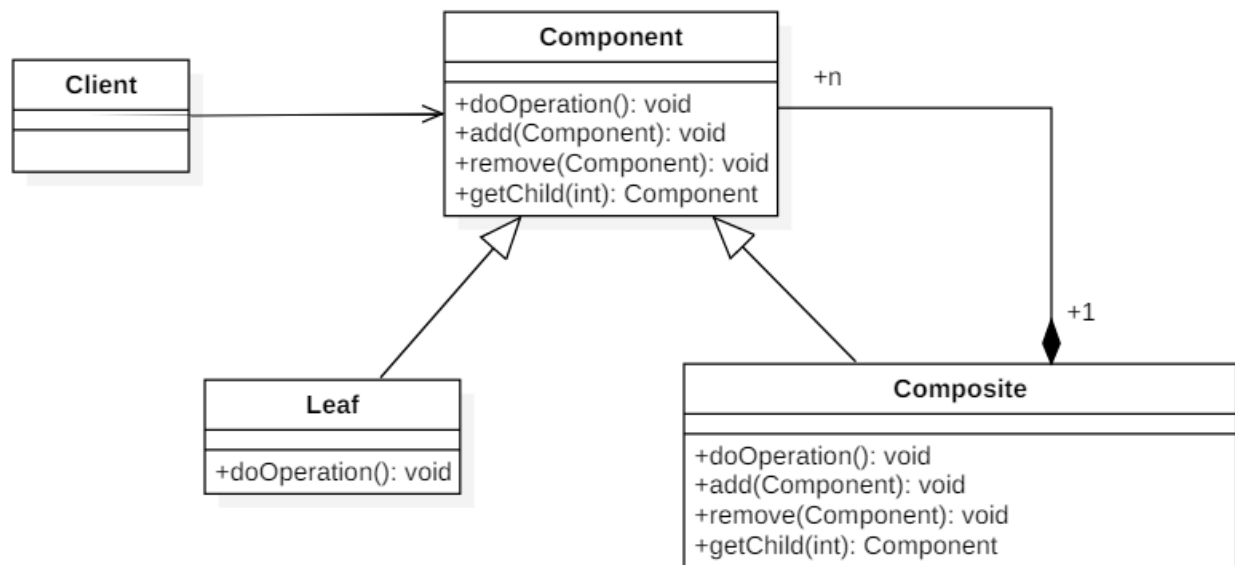 Client
Component
+doOperation(): void
+add(Component): void
+remove(Component): void
+getChild(int): Component
+n
+1
Leaf
+doOperation(): void
Composite
+doOperation(): void
+add(Component): void
+remove(Component): void
+getChild(int): Component